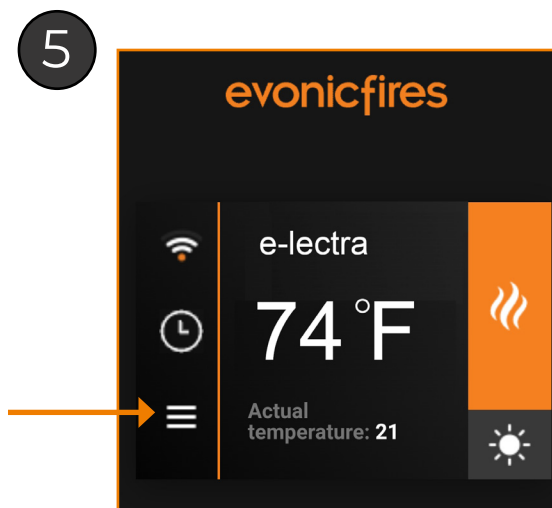 5
evonicfires
e-lectra
74°F
Actual
temperature: 21